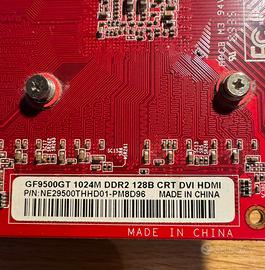 GF9500GT 1024M DDR2 128B CRT DVI HDMI
P/N:NE29500THHD01-PM8D96 MADE IN CHINA
MADE IN CHINA